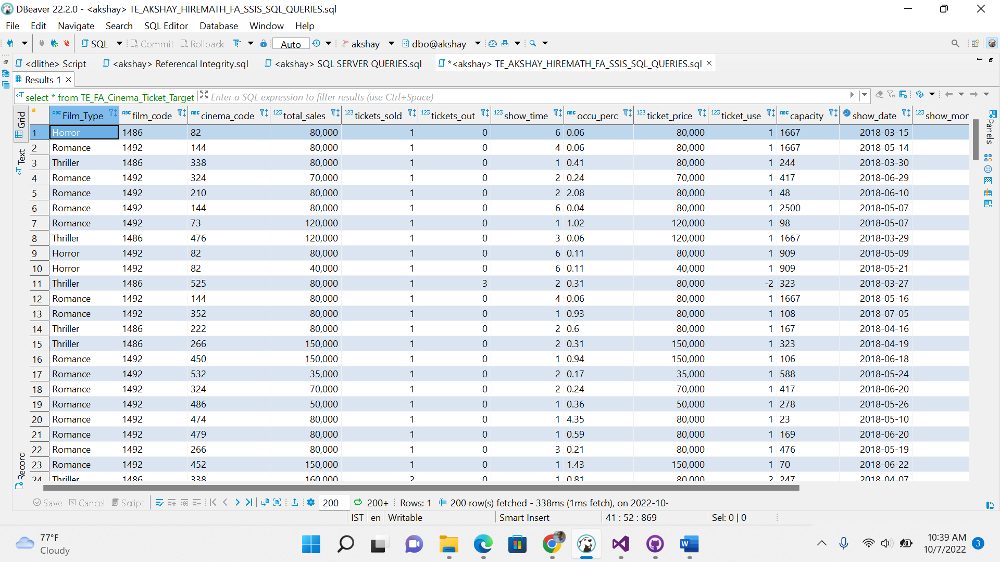 DBeaver 22.2.0 - <akshay> TE_AKSHAY_HIREMATH_FA_SSIS_SQL_QUERIES.sql
File Edit Navigate Search SQL Editor Database Window Help
SQL Commit Rollback Auto akshay dbo@akshay
<dlithe> Script <akshay> Referencal Integrity.sql <akshay> SQL SERVER QUERIES.sql *<akshay> TE_AKSHAY_HIREMATH_FA_SSIS_SQL_QUERIES.sql
Results 1
select * from TE_FA_Cinema_Ticket_Target Enter a SQL expression to filter results (use Ctrl+Space)
Grid
Text
Record
Panels
ABC Film_Type ABC film_code ABC cinema_code 123 total_sales 123 tickets_sold 123 tickets_out 123 show_time ABC occu_perc 123 ticket_price 123 ticket_use ABC capacity show_date 123 show_mon
1 Horror 1486 82 80,000 1 0 6 0.06 80,000 1 1667 2018-03-15
2 Romance 1492 144 80,000 1 0 4 0.06 80,000 1 1667 2018-05-14
3 Thriller 1486 338 80,000 1 0 1 0.41 80,000 1 244 2018-03-30
4 Romance 1492 324 70,000 1 0 2 0.24 70,000 1 417 2018-06-29
5 Romance 1492 210 80,000 1 0 2 2.08 80,000 1 48 2018-06-10
6 Romance 1492 144 80,000 1 0 6 0.04 80,000 1 2500 2018-05-07
7 Romance 1492 73 120,000 1 0 1 1.02 120,000 1 98 2018-05-07
8 Thriller 1486 476 120,000 1 0 3 0.06 120,000 1 1667 2018-03-29
9 Horror 1492 82 80,000 1 0 6 0.11 80,000 1 909 2018-05-09
10 Horror 1492 82 40,000 1 0 6 0.11 40,000 1 909 2018-05-21
11 Thriller 1486 525 80,000 1 3 2 0.31 80,000 -2 323 2018-03-27
12 Romance 1492 144 80,000 1 0 4 0.06 80,000 1 1667 2018-05-16
13 Romance 1492 352 80,000 1 0 1 0.93 80,000 1 108 2018-07-05
14 Thriller 1486 222 80,000 1 0 2 0.6 80,000 1 167 2018-04-16
15 Thriller 1486 266 150,000 1 0 2 0.31 150,000 1 323 2018-04-19
16 Romance 1492 450 150,000 1 0 1 0.94 150,000 1 106 2018-06-18
17 Romance 1492 532 35,000 1 0 2 0.17 35,000 1 588 2018-05-24
18 Romance 1492 324 70,000 1 0 2 0.24 70,000 1 417 2018-06-20
19 Romance 1492 486 50,000 1 0 1 0.36 50,000 1 278 2018-05-26
20 Romance 1492 474 80,000 1 0 1 4.35 80,000 1 23 2018-05-10
21 Romance 1492 479 80,000 1 0 1 0.59 80,000 1 169 2018-06-20
22 Romance 1492 266 80,000 1 0 3 0.21 80,000 1 476 2018-05-19
23 Romance 1492 452 150,000 1 0 1 1.43 150,000 1 70 2018-06-22
24 Thriller 1486 338 160,000 2 0 1 0.81 80,000 2 247 2018-04-07
Save Cancel Script 200 200+ Rows: 1 200 row(s) fetched - 338ms (1ms fetch), on 2022-10-
IST en Writable Smart Insert 41 : 52 : 869 Sel: 0 | 0
77°F
Cloudy
10:39 AM
10/7/2022
3